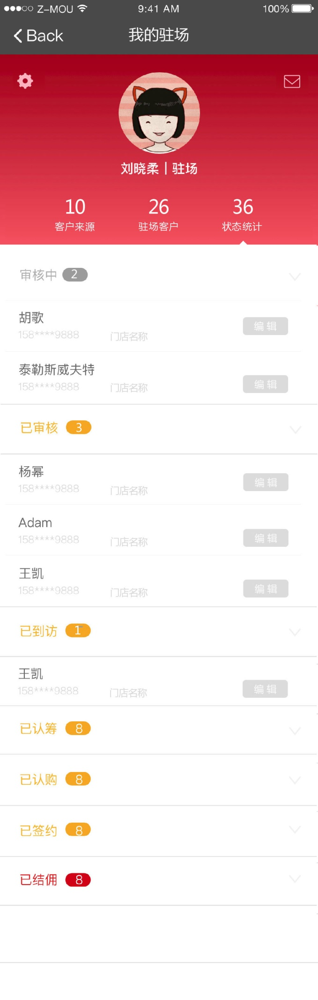 Z-MOU 9:41 AM 100%
Back 我的驻场
刘晓柔 | 驻场
10 26 36
客户来源 驻场客户 状态统计
审核中 2
胡歌
158****9888 门店名称 编辑
泰勒斯威夫特
158****9888 门店名称 编辑
已审核 3
杨幂
158****9888 门店名称 编辑
Adam
158****9888 门店名称 编辑
王凯
158****9888 门店名称 编辑
已到访 1
王凯
158****9888 门店名称 编辑
已认筹 8
已认购 8
已签约 8
已结佣 8